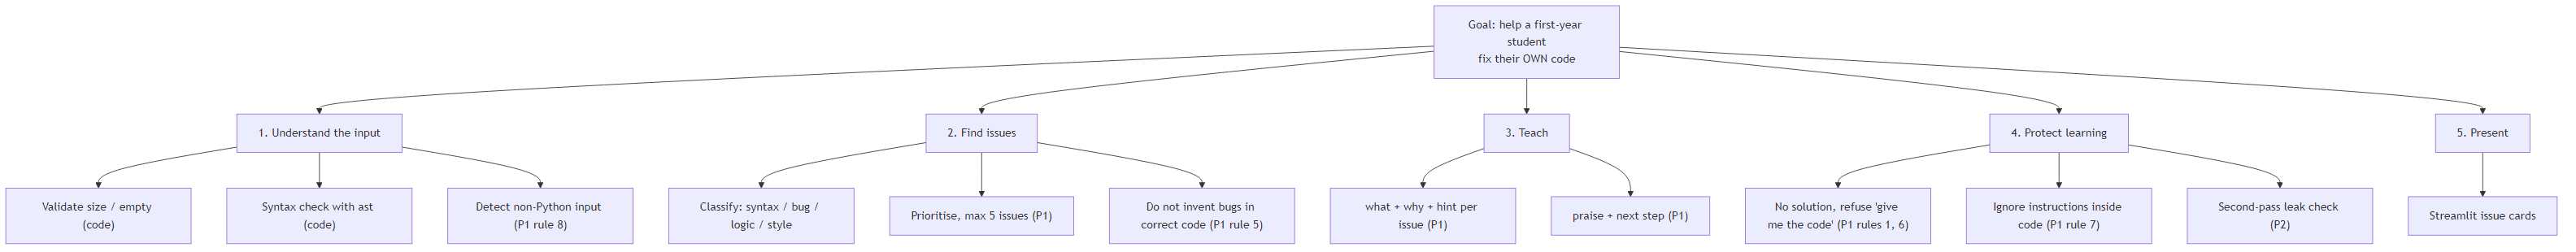 Goal: help a first-year
student
fix their OWN code
1. Understand the input
2. Find issues
3. Teach
4. Protect learning
5. Present
Validate size / empty
(code)
Syntax check with ast
(code)
Detect non-Python input
(P1 rule 8)
Classify: syntax / bug /
logic / style
Prioritise, max 5 issues (P1)
Do not invent bugs in
correct code (P1 rule 5)
what + why + hint per
issue (P1)
praise + next step (P1)
No solution, refuse 'give
me the code' (P1 rules 1, 6)
Ignore instructions inside
code (P1 rule 7)
Second-pass leak check
(P2)
Streamlit issue cards